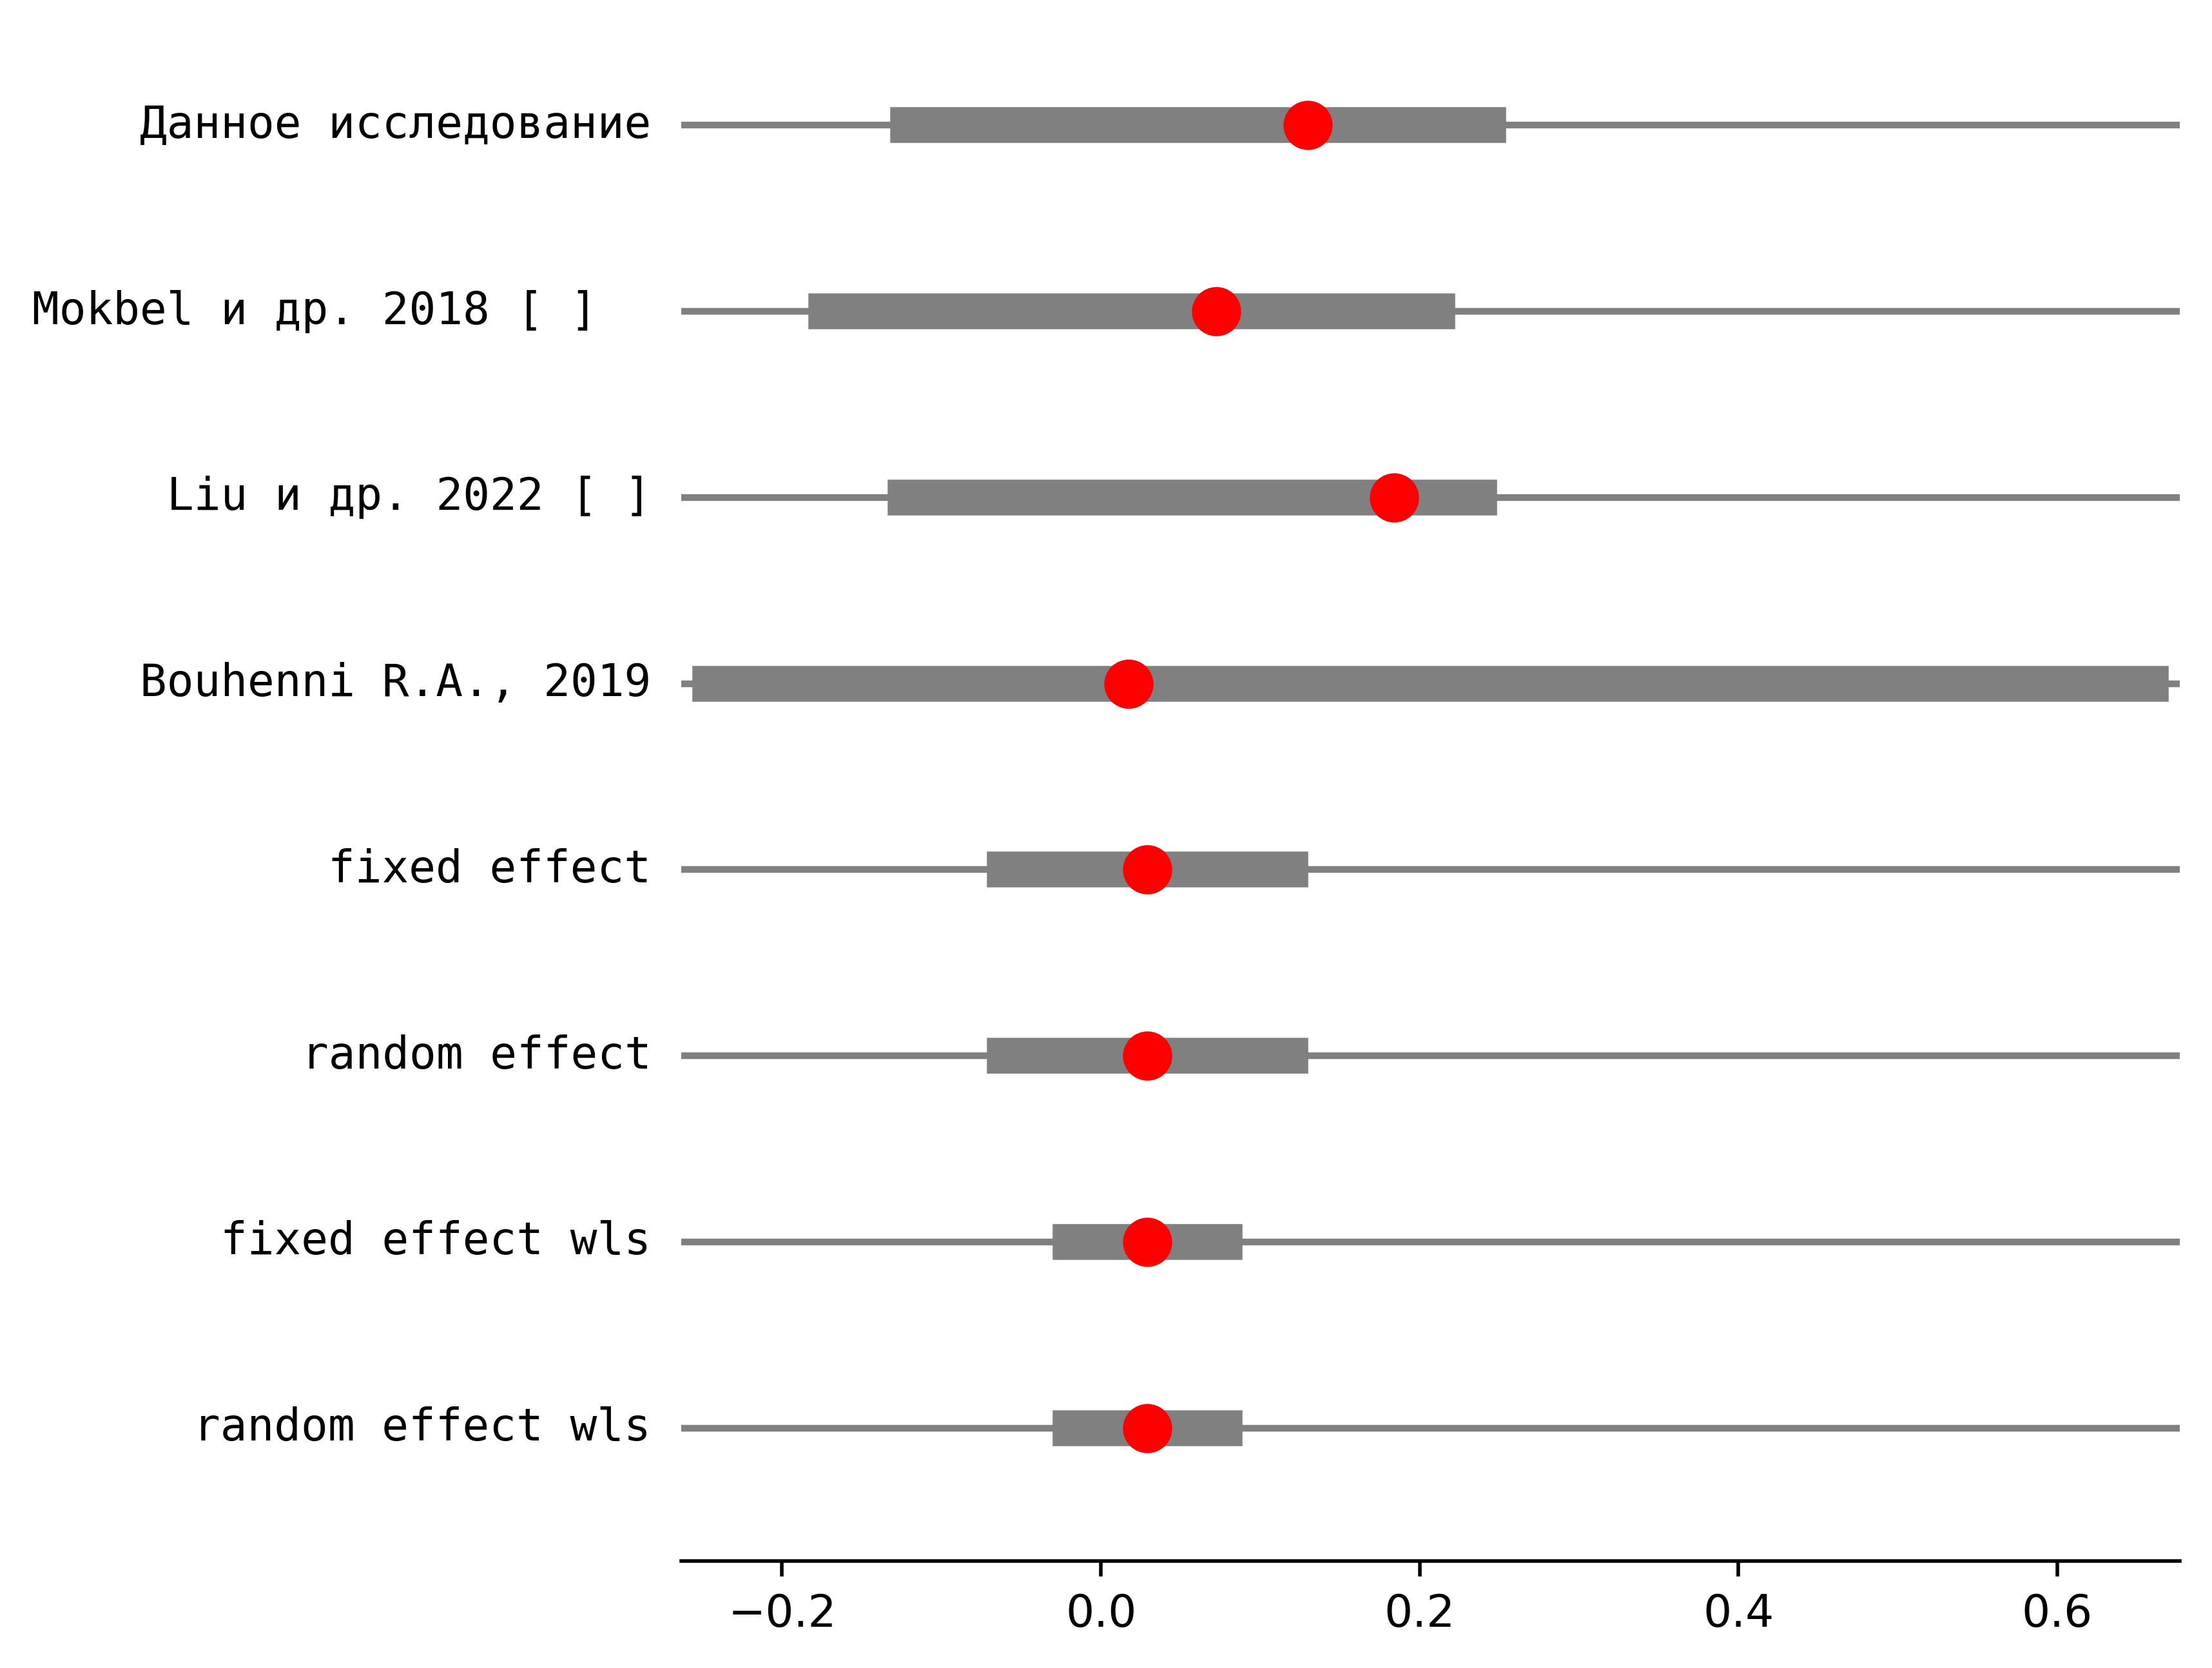 Данное исследование
Mokbel и др. 2018 [ ]
Liu и др. 2022 [ ]
Bouhenni R.A., 2019
fixed effect
random effect
fixed effect wls
random effect wls
−0.2 0.0 0.2 0.4 0.6